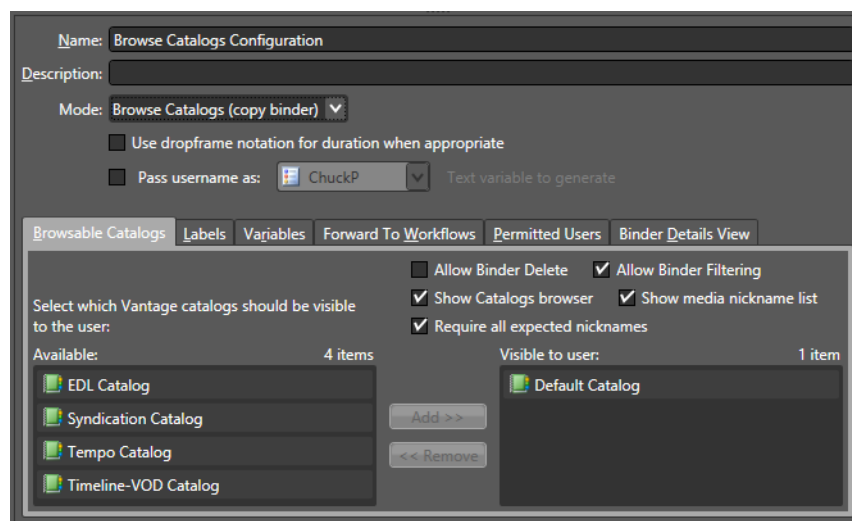 Name: Browse Catalogs Configuration
Description:
Mode: Browse Catalogs (copy binder)
Use dropframe notation for duration when appropriate
Pass username as: ChuckP Text variable to generate
Browsable Catalogs Labels Variables Forward To Workflows Permitted Users Binder Details View
Allow Binder Delete Allow Binder Filtering
Select which Vantage catalogs should be visible
to the user:
Show Catalogs browser Show media nickname list
Require all expected nicknames
Available: 4 items
EDL Catalog
Syndication Catalog
Tempo Catalog
Timeline-VOD Catalog
Add >>
<< Remove
Visible to user: 1 item
Default Catalog